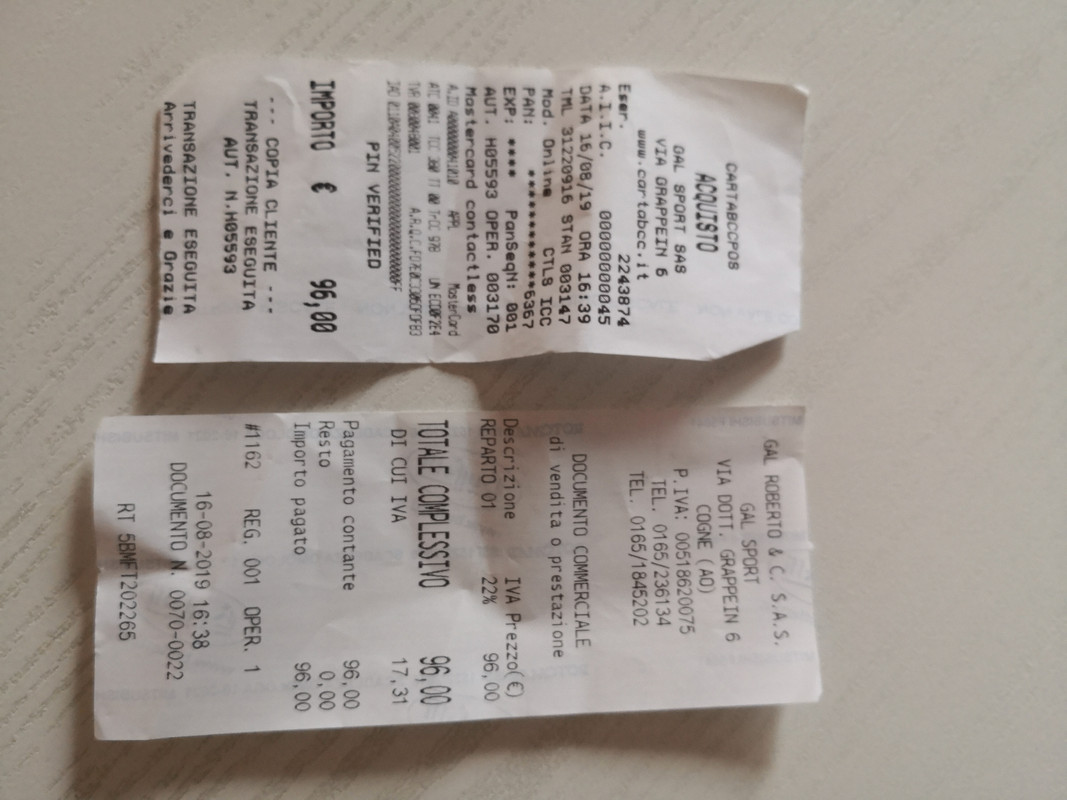 CARTABCCPOS
ACQUISTO
GAL SPORT SAS
VIA GRAPPEIN 6
www.cartabcc.it
Eser. 2243874
A.I.I.C. 00000000045
DATA 16/08/19 ORA 16:39
TML 31220916 STAN 003147
Mod. Online CTLS ICC
PAN: ************6367
EXP: **** PanSeqN: 001
AUT. H05593 OPER. 003170
Mastercard contactless
APPL MasterCard
PIN VERIFIED
IMPORTO € 96,00
--- COPIA CLIENTE ---
TRANSAZIONE ESEGUITA
AUT. N.H05593
TRANSAZIONE ESEGUITA
Arrivederci e Grazie
GAL ROBERTO & C. S.A.S.
GAL SPORT
VIA DOTT. GRAPPEIN 6
COGNE (AO)
P.IVA: 00518620075
TEL. 0165/236134
TEL. 0165/1845202
DOCUMENTO COMMERCIALE
di vendita o prestazione
Descrizione IVA Prezzo(€)
REPARTO 01 22% 96,00
TOTALE COMPLESSIVO 96,00
DI CUI IVA 17,31
Pagamento contante 96,00
Resto 0,00
Importo pagato 96,00
#1162 REG. 001 OPER. 1
16-08-2019 16:38
DOCUMENTO N. 0070-0022
RT 5BMFT202265